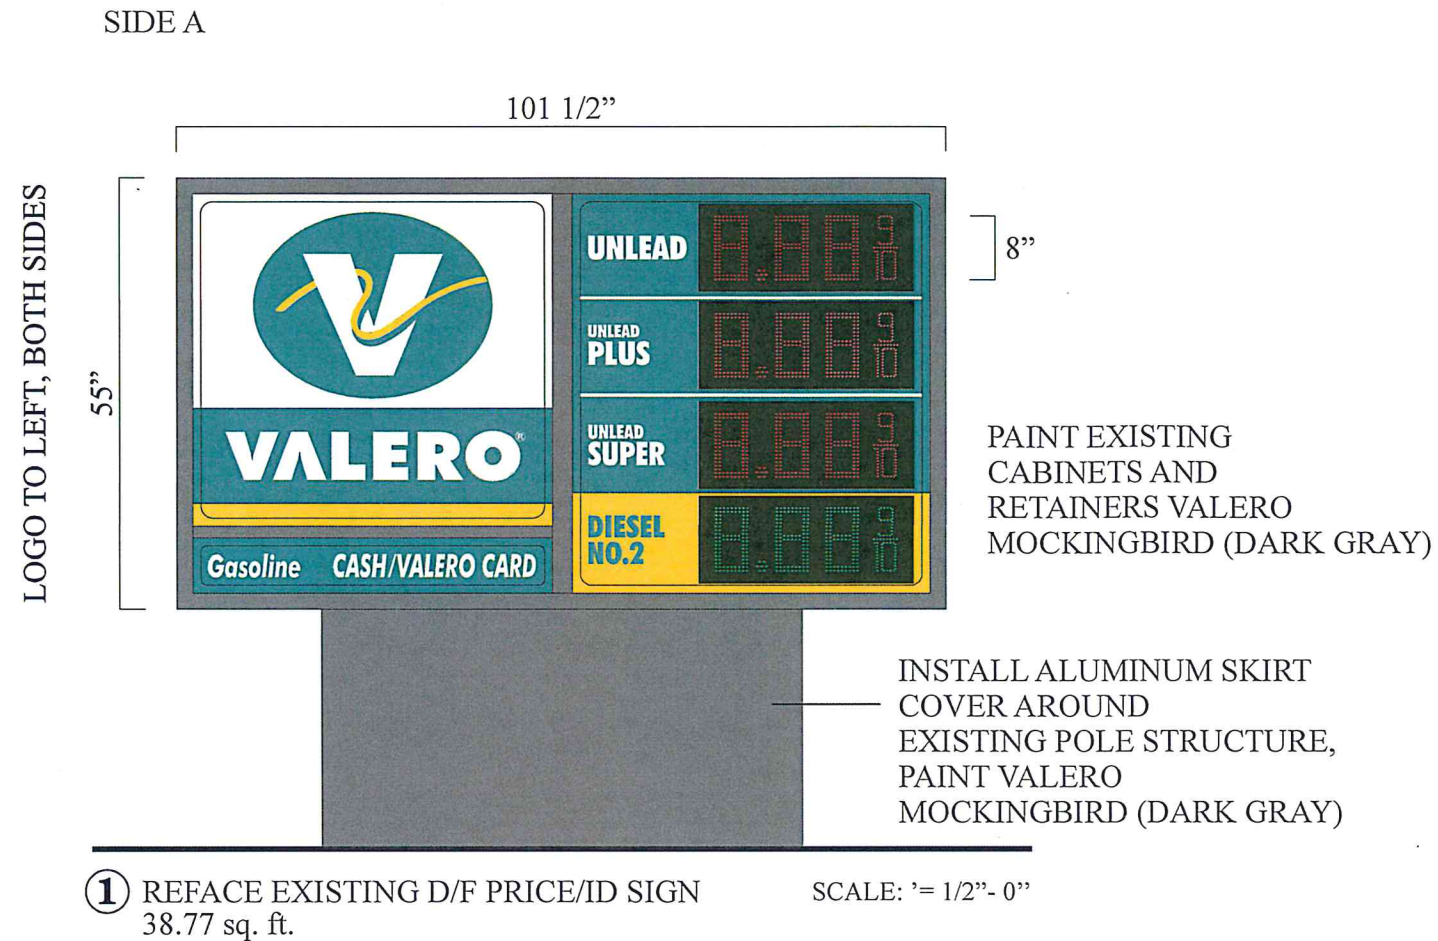 SIDE A
101 1/2”
LOGO TO LEFT, BOTH SIDES
55”
8”
VALERO®
Gasoline CASH/VALERO CARD
UNLEAD
8.88 9/10
UNLEAD
PLUS
8.88 9/10
UNLEAD
SUPER
8.88 9/10
DIESEL
NO.2
8.88 9/10
PAINT EXISTING
CABINETS AND
RETAINERS VALERO
MOCKINGBIRD (DARK GRAY)
INSTALL ALUMINUM SKIRT
COVER AROUND
EXISTING POLE STRUCTURE,
PAINT VALERO
MOCKINGBIRD (DARK GRAY)
1 REFACE EXISTING D/F PRICE/ID SIGN
38.77 sq. ft.
SCALE: ’= 1/2”- 0”